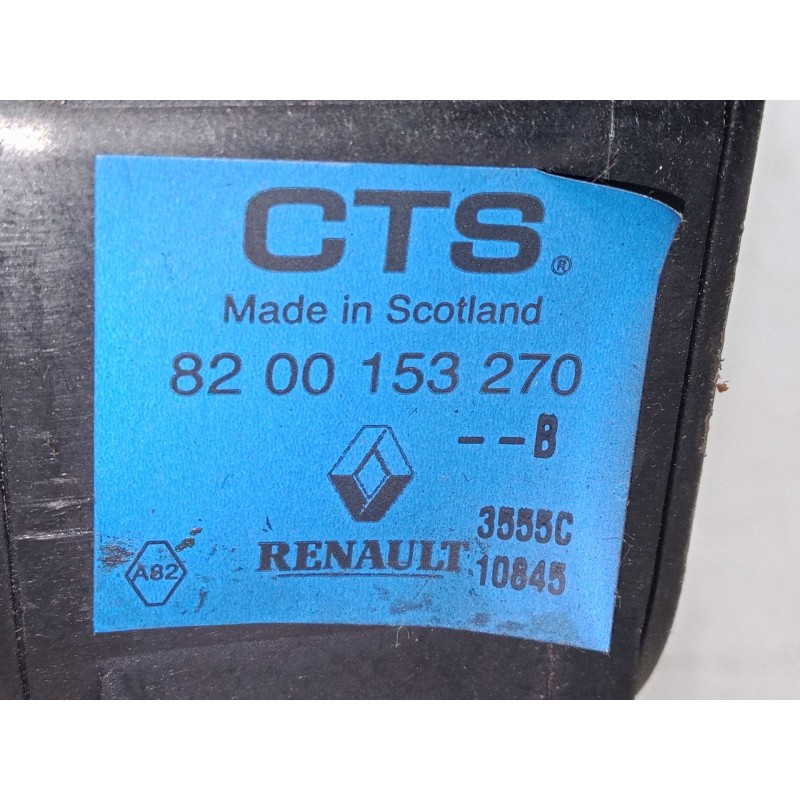 CTS®
Made in Scotland
82 00 153 270
--B
3555C
RENAULT 10845
A82